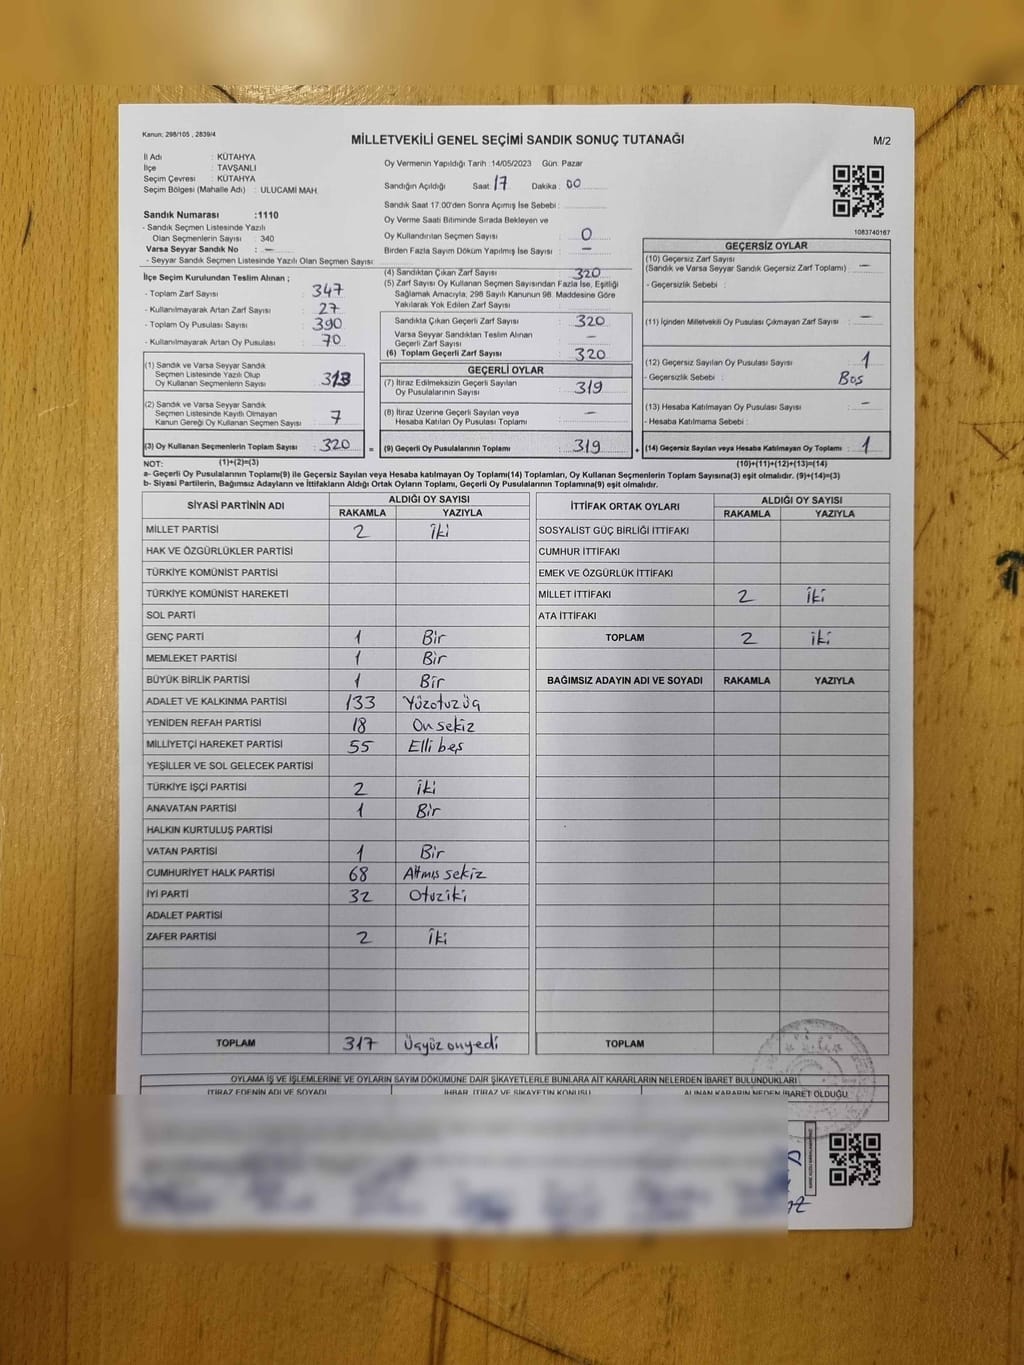 Kanun: 298/105 , 2839/4
MİLLETVEKİLİ GENEL SEÇİMİ SANDIK SONUÇ TUTANAĞI
M/2
İl Adı : KÜTAHYA
İlçe : TAVŞANLI
Seçim Çevresi : KÜTAHYA
Seçim Bölgesi (Mahalle Adı) : ULUCAMİ MAH.
Sandık Numarası :1110
- Sandık Seçmen Listesinde Yazılı
Olan Seçmenlerin Sayısı : 340
Varsa Seyyar Sandık No : —
- Seyyar Sandık Seçmen Listesinde Yazılı Olan Seçmen Sayısı:
Oy Vermenin Yapıldığı Tarih :14/05/2023 Gün: Pazar
Sandığın Açıldığı Saat: 17 Dakika : 00
Sandık Saat 17.00'den Sonra Açımış İse Sebebi :
Oy Verme Saati Bitiminde Sırada Bekleyen ve
Oy Kullandırılan Seçmen Sayısı : 0
Birden Fazla Sayım Döküm Yapılmış İse Sayısı : —
1083740167
İlçe Seçim Kurulundan Teslim Alınan ;
- Toplam Zarf Sayısı : 347
- Kullanılmayarak Artan Zarf Sayısı : 27
- Toplam Oy Pusulası Sayısı : 390
- Kullanılmayarak Artan Oy Pusulası : 70
(1) Sandık ve Varsa Seyyar Sandık
Seçmen Listesinde Yazılı Olup
Oy Kullanan Seçmenlerin Sayısı : 313
(2) Sandık ve Varsa Seyyar Sandık
Seçmen Listesinde Kayıtlı Olmayan
Kanun Gereği Oy Kullanan Seçmen Sayısı : 7
(3) Oy Kullanan Seçmenlerin Toplam Sayısı : 320 =
(4) Sandıktan Çıkan Zarf Sayısı : 320
(5) Zarf Sayısı Oy Kullanan Seçmen Sayısından Fazla İse, Eşitliği
Sağlamak Amacıyla, 298 Sayılı Kanunun 98. Maddesine Göre
Yakılarak Yok Edilen Zarf Sayısı :
Sandıkta Çıkan Geçerli Zarf Sayısı : 320
Varsa Seyyar Sandıktan Teslim Alınan
Geçerli Zarf Sayısı : —
(6) Toplam Geçerli Zarf Sayısı : 320
GEÇERLİ OYLAR
(7) İtiraz Edilmeksizin Geçerli Sayılan
Oy Pusulalarının Sayısı : 319
(8) İtiraz Üzerine Geçerli Sayılan veya
Hesaba Katılan Oy Pusulası Toplamı : —
(9) Geçerli Oy Pusulalarının Toplamı : 319 +
GEÇERSİZ OYLAR
(10) Geçersiz Zarf Sayısı
(Sandık ve Varsa Seyyar Sandık Geçersiz Zarf Toplamı) : —
- Geçersizlik Sebebi :
(11) İçinden Milletvekili Oy Pusulası Çıkmayan Zarf Sayısı : —
(12) Geçersiz Sayılan Oy Pusulası Sayısı : 1
- Geçersizlik Sebebi : Boş
(13) Hesaba Katılmayan Oy Pusulası Sayısı : —
- Hesaba Katılmama Sebebi :
(14) Geçersiz Sayılan veya Hesaba Katılmayan Oy Toplamı : 1
NOT: (1)+(2)=(3) (10)+(11)+(12)+(13)=(14)
a- Geçerli Oy Pusulalarının Toplamı(9) ile Geçersiz Sayılan veya Hesaba katılmayan Oy Toplamı(14) Toplamları, Oy Kullanan Seçmenlerin Toplam Sayısına(3) eşit olmalıdır. (9)+(14)=(3)
b- Siyasi Partilerin, Bağımsız Adayların ve İttifakların Aldığı Ortak Oyların Toplamı, Geçerli Oy Pusulalarının Toplamına(9) eşit olmalıdır.
SİYASİ PARTİNİN ADI ALDIĞI OY SAYISI
RAKAMLA YAZIYLA
MİLLET PARTİSİ 2 İki
HAK VE ÖZGÜRLÜKLER PARTİSİ
TÜRKİYE KOMÜNİST PARTİSİ
TÜRKİYE KOMÜNİST HAREKETİ
SOL PARTİ
GENÇ PARTİ 1 Bir
MEMLEKET PARTİSİ 1 Bir
BÜYÜK BİRLİK PARTİSİ 1 Bir
ADALET VE KALKINMA PARTİSİ 133 Yüzotuzüç
YENİDEN REFAH PARTİSİ 18 On sekiz
MİLLİYETÇİ HAREKET PARTİSİ 55 Elli beş
YEŞİLLER VE SOL GELECEK PARTİSİ
TÜRKİYE İŞÇİ PARTİSİ 2 İki
ANAVATAN PARTİSİ 1 Bir
HALKIN KURTULUŞ PARTİSİ
VATAN PARTİSİ 1 Bir
CUMHURİYET HALK PARTİSİ 68 Altmış sekiz
İYİ PARTİ 32 Otuziki
ADALET PARTİSİ
ZAFER PARTİSİ 2 İki
TOPLAM 317 Üçyüz onyedi
İTTİFAK ORTAK OYLARI ALDIĞI OY SAYISI
RAKAMLA YAZIYLA
SOSYALİST GÜÇ BİRLİĞİ İTTİFAKI
CUMHUR İTTİFAKI
EMEK VE ÖZGÜRLÜK İTTİFAKI
MİLLET İTTİFAKI 2 İki
ATA İTTİFAKI
TOPLAM 2 İki
BAĞIMSIZ ADAYIN ADI VE SOYADI RAKAMLA YAZIYLA
TOPLAM
OYLAMA İŞ VE İŞLEMLERİNE VE OYLARIN SAYIM DÖKÜMÜNE DAİR ŞİKAYETLERLE BUNLARA AİT KARARLARIN NELERDEN İBARET BULUNDUKLARI
İTİRAZ EDENİN ADI VE SOYADI İHBAR, İTİRAZ VE ŞİKAYETİN KONUSU ALINAN KARARIN NEDEN İBARET OLDUĞU